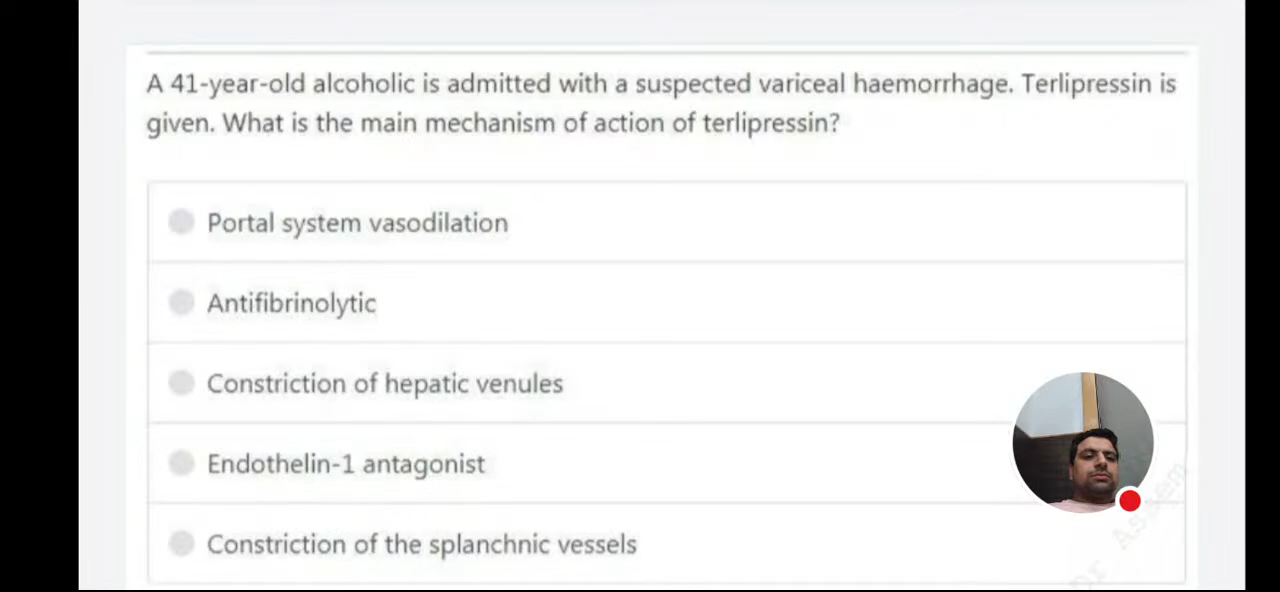 A 41-year-old alcoholic is admitted with a suspected variceal haemorrhage. Terlipressin is
given. What is the main mechanism of action of terlipressin?
Portal system vasodilation
Antifibrinolytic
Constriction of hepatic venules
Endothelin-1 antagonist
Constriction of the splanchnic vessels
Dr Assem